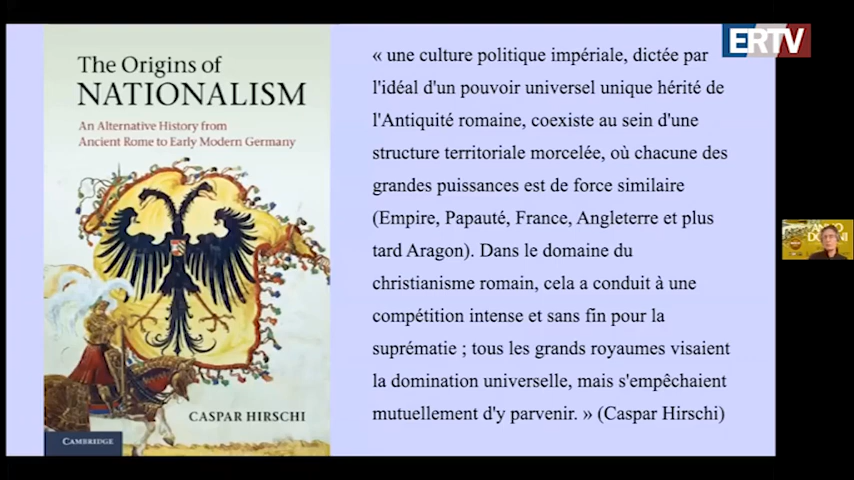 The Origins of
NATIONALISM
An Alternative History from
Ancient Rome to Early Modern Germany
CASPAR HIRSCHI
CAMBRIDGE
« une culture politique impériale, dictée par
l'idéal d'un pouvoir universel unique hérité de
l'Antiquité romaine, coexiste au sein d'une
structure territoriale morcelée, où chacune des
grandes puissances est de force similaire
(Empire, Papauté, France, Angleterre et plus
tard Aragon). Dans le domaine du
christianisme romain, cela a conduit à une
compétition intense et sans fin pour la
suprématie ; tous les grands royaumes visaient
la domination universelle, mais s'empêchaient
mutuellement d'y parvenir. » (Caspar Hirschi)
ERTV